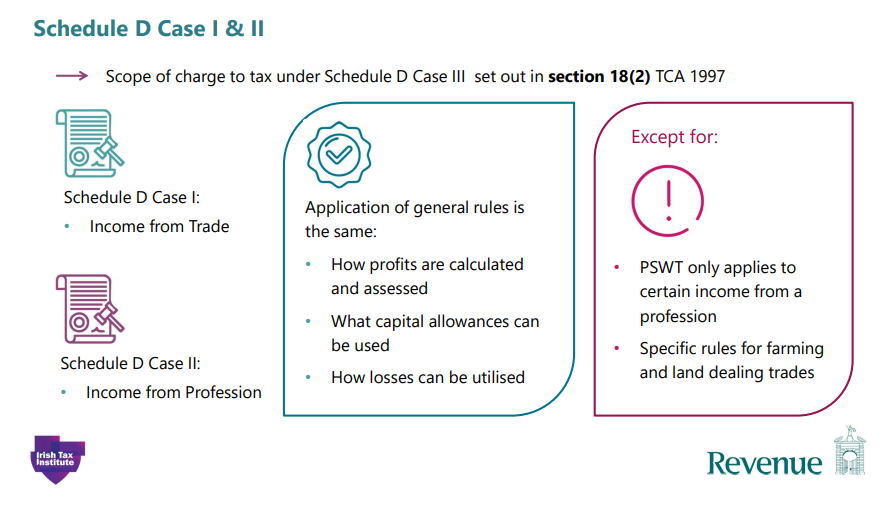 Schedule D Case I & II
Scope of charge to tax under Schedule D Case III set out in section 18(2) TCA 1997
Schedule D Case I:
• Income from Trade
Schedule D Case II:
• Income from Profession
Application of general rules is
the same:
• How profits are calculated
and assessed
• What capital allowances can
be used
• How losses can be utilised
Except for:
!
• PSWT only applies to
certain income from a
profession
• Specific rules for farming
and land dealing trades
Irish Tax
Institute
Revenue